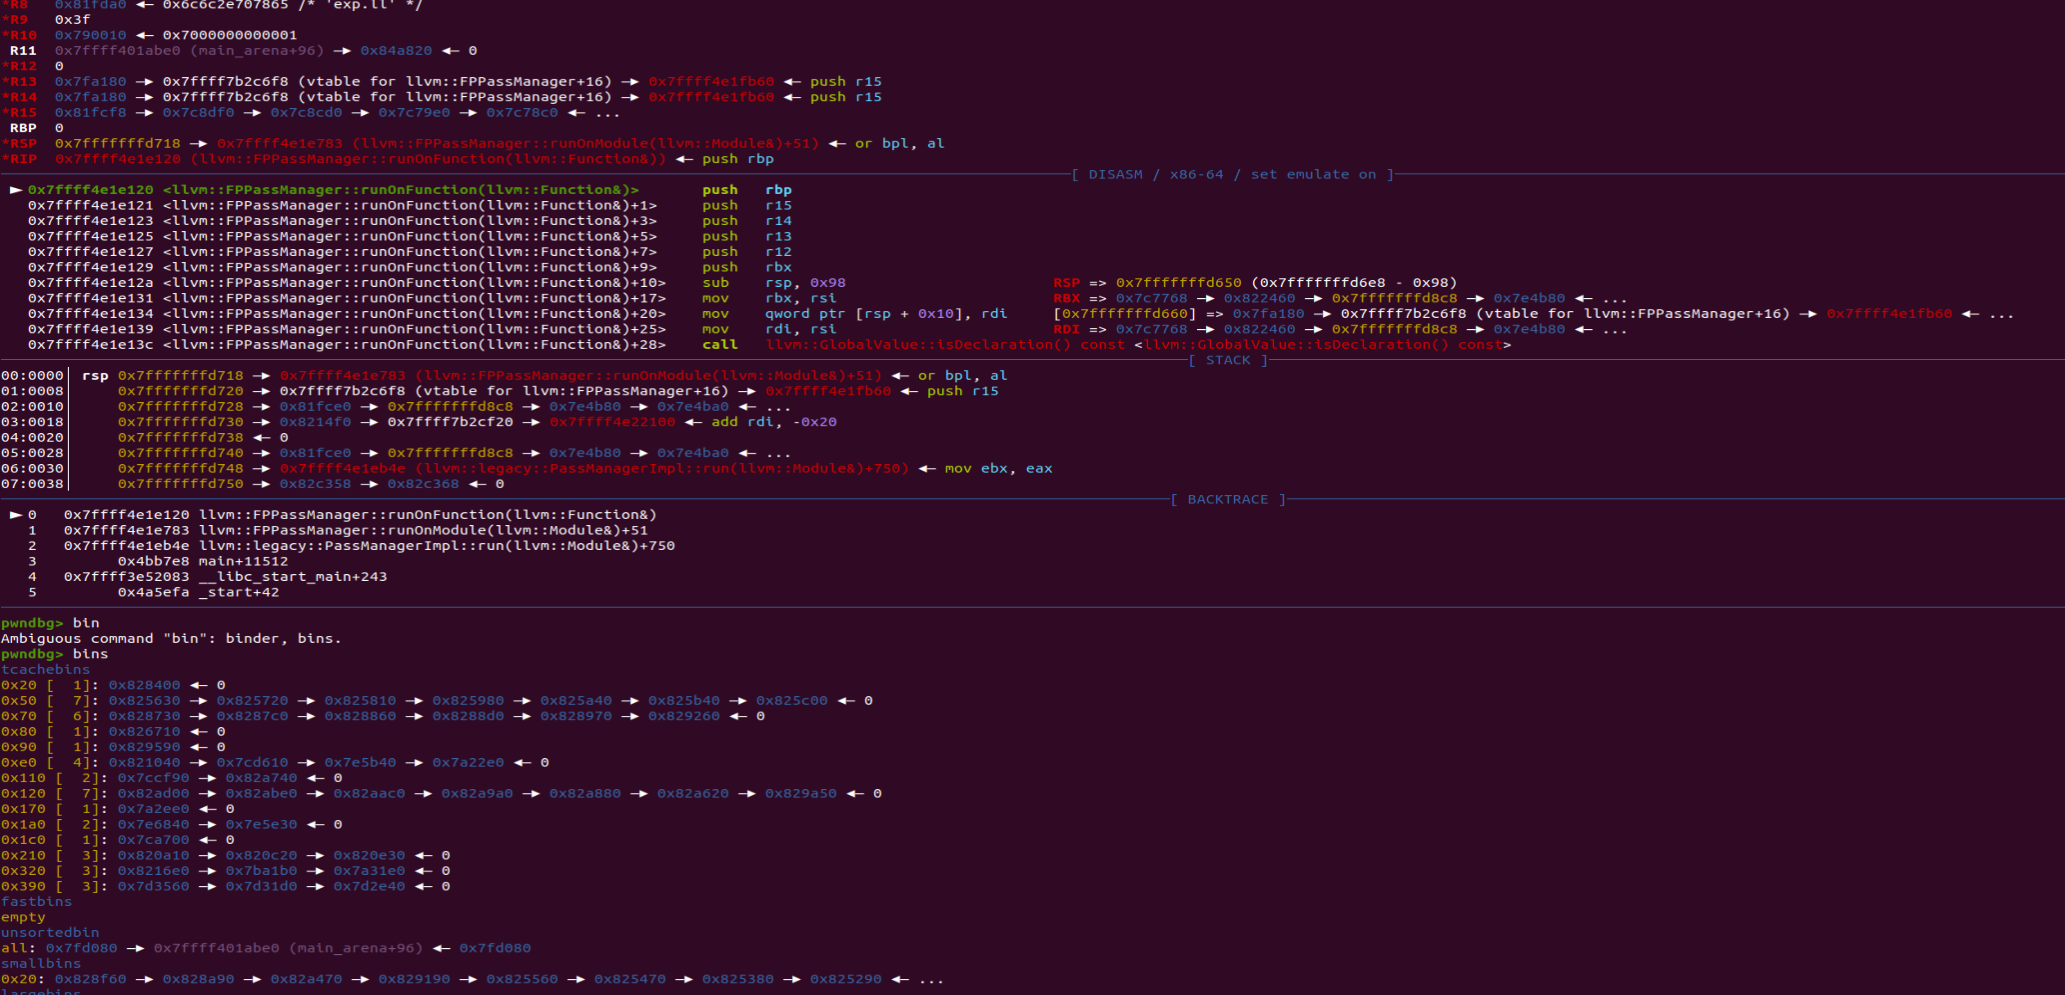 *R8   0x81fda0 ◂— 0x6c6c2e707865 /* 'exp.ll' */
*R9   0x3f
*R10  0x790010 ◂— 0x7000000000001
 R11  0x7ffff401abe0 (main_arena+96) —▸ 0x84a820 ◂— 0
*R12  0
*R13  0x7fa180 —▸ 0x7ffff7b2c6f8 (vtable for llvm::FPPassManager+16) —▸ 0x7ffff4e1fb60 ◂— push r15
*R14  0x7fa180 —▸ 0x7ffff7b2c6f8 (vtable for llvm::FPPassManager+16) —▸ 0x7ffff4e1fb60 ◂— push r15
*R15  0x81fcf8 —▸ 0x7c8df0 —▸ 0x7c8cd0 —▸ 0x7c79e0 —▸ 0x7c78c0 ◂— ...
 RBP  0
*RSP  0x7fffffffd718 —▸ 0x7ffff4e1e783 (llvm::FPPassManager::runOnModule(llvm::Module&)+51) ◂— or bpl, al
*RIP  0x7ffff4e1e120 (llvm::FPPassManager::runOnFunction(llvm::Function&)) ◂— push rbp
[ DISASM / x86-64 / set emulate on ]
 ► 0x7ffff4e1e120 <llvm::FPPassManager::runOnFunction(llvm::Function&)>       push   rbp
   0x7ffff4e1e121 <llvm::FPPassManager::runOnFunction(llvm::Function&)+1>     push   r15
   0x7ffff4e1e123 <llvm::FPPassManager::runOnFunction(llvm::Function&)+3>     push   r14
   0x7ffff4e1e125 <llvm::FPPassManager::runOnFunction(llvm::Function&)+5>     push   r13
   0x7ffff4e1e127 <llvm::FPPassManager::runOnFunction(llvm::Function&)+7>     push   r12
   0x7ffff4e1e129 <llvm::FPPassManager::runOnFunction(llvm::Function&)+9>     push   rbx
   0x7ffff4e1e12a <llvm::FPPassManager::runOnFunction(llvm::Function&)+10>    sub    rsp, 0x98     RSP => 0x7fffffffd650 (0x7fffffffd6e8 - 0x98)
   0x7ffff4e1e131 <llvm::FPPassManager::runOnFunction(llvm::Function&)+17>    mov    rbx, rsi     RBX => 0x7c7768 —▸ 0x822460 —▸ 0x7fffffffd8c8 —▸ 0x7e4b80 ◂— ...
   0x7ffff4e1e134 <llvm::FPPassManager::runOnFunction(llvm::Function&)+20>    mov    qword ptr [rsp + 0x10], rdi     [0x7fffffffd660] => 0x7fa180 —▸ 0x7ffff7b2c6f8 (vtable for llvm::FPPassManager+16) —▸ 0x7ffff4e1fb60 ◂— ...
   0x7ffff4e1e139 <llvm::FPPassManager::runOnFunction(llvm::Function&)+25>    mov    rdi, rsi     RDI => 0x7c7768 —▸ 0x822460 —▸ 0x7fffffffd8c8 —▸ 0x7e4b80 ◂— ...
   0x7ffff4e1e13c <llvm::FPPassManager::runOnFunction(llvm::Function&)+28>    call   llvm::GlobalValue::isDeclaration() const <llvm::GlobalValue::isDeclaration() const>
[ STACK ]
00:0000│ rsp 0x7fffffffd718 —▸ 0x7ffff4e1e783 (llvm::FPPassManager::runOnModule(llvm::Module&)+51) ◂— or bpl, al
01:0008│     0x7fffffffd720 —▸ 0x7ffff7b2c6f8 (vtable for llvm::FPPassManager+16) —▸ 0x7ffff4e1fb60 ◂— push r15
02:0010│     0x7fffffffd728 —▸ 0x81fce0 —▸ 0x7fffffffd8c8 —▸ 0x7e4b80 —▸ 0x7e4ba0 ◂— ...
03:0018│     0x7fffffffd730 —▸ 0x8214f0 —▸ 0x7ffff7b2cf20 —▸ 0x7ffff4e22100 ◂— add rdi, -0x20
04:0020│     0x7fffffffd738 ◂— 0
05:0028│     0x7fffffffd740 —▸ 0x81fce0 —▸ 0x7fffffffd8c8 —▸ 0x7e4b80 —▸ 0x7e4ba0 ◂— ...
06:0030│     0x7fffffffd748 —▸ 0x7ffff4e1eb4e (llvm::legacy::PassManagerImpl::run(llvm::Module&)+750) ◂— mov ebx, eax
07:0038│     0x7fffffffd750 —▸ 0x82c358 —▸ 0x82c368 ◂— 0
[ BACKTRACE ]
 ► 0   0x7ffff4e1e120 llvm::FPPassManager::runOnFunction(llvm::Function&)
   1   0x7ffff4e1e783 llvm::FPPassManager::runOnModule(llvm::Module&)+51
   2   0x7ffff4e1eb4e llvm::legacy::PassManagerImpl::run(llvm::Module&)+750
   3         0x4bb7e8 main+11512
   4   0x7ffff3e52083 __libc_start_main+243
   5         0x4a5efa _start+42
pwndbg> bin
Ambiguous command "bin": binder, bins.
pwndbg> bins
tcachebins
0x20 [  1]: 0x828400 ◂— 0
0x50 [  7]: 0x825630 —▸ 0x825720 —▸ 0x825810 —▸ 0x825980 —▸ 0x825a40 —▸ 0x825b40 —▸ 0x825c00 ◂— 0
0x70 [  6]: 0x828730 —▸ 0x8287c0 —▸ 0x828860 —▸ 0x8288d0 —▸ 0x828970 —▸ 0x829260 ◂— 0
0x80 [  1]: 0x826710 ◂— 0
0x90 [  1]: 0x829590 ◂— 0
0xe0 [  4]: 0x821040 —▸ 0x7cd610 —▸ 0x7e5b40 —▸ 0x7a22e0 ◂— 0
0x110 [  2]: 0x7ccf90 —▸ 0x82a740 ◂— 0
0x120 [  7]: 0x82ad00 —▸ 0x82abe0 —▸ 0x82aac0 —▸ 0x82a9a0 —▸ 0x82a880 —▸ 0x82a620 —▸ 0x829a50 ◂— 0
0x170 [  1]: 0x7a2ee0 ◂— 0
0x1a0 [  2]: 0x7e6840 —▸ 0x7e5e30 ◂— 0
0x1c0 [  1]: 0x7ca700 ◂— 0
0x210 [  3]: 0x820a10 —▸ 0x820c20 —▸ 0x820e30 ◂— 0
0x320 [  3]: 0x8216e0 —▸ 0x7ba1b0 —▸ 0x7a31e0 ◂— 0
0x390 [  3]: 0x7d3560 —▸ 0x7d31d0 —▸ 0x7d2e40 ◂— 0
fastbins
empty
unsortedbin
all: 0x7fd080 —▸ 0x7ffff401abe0 (main_arena+96) ◂— 0x7fd080
smallbins
0x20: 0x828f60 —▸ 0x828a90 —▸ 0x82a470 —▸ 0x829190 —▸ 0x825560 —▸ 0x825470 —▸ 0x825380 —▸ 0x825290 ◂— ...
largebins